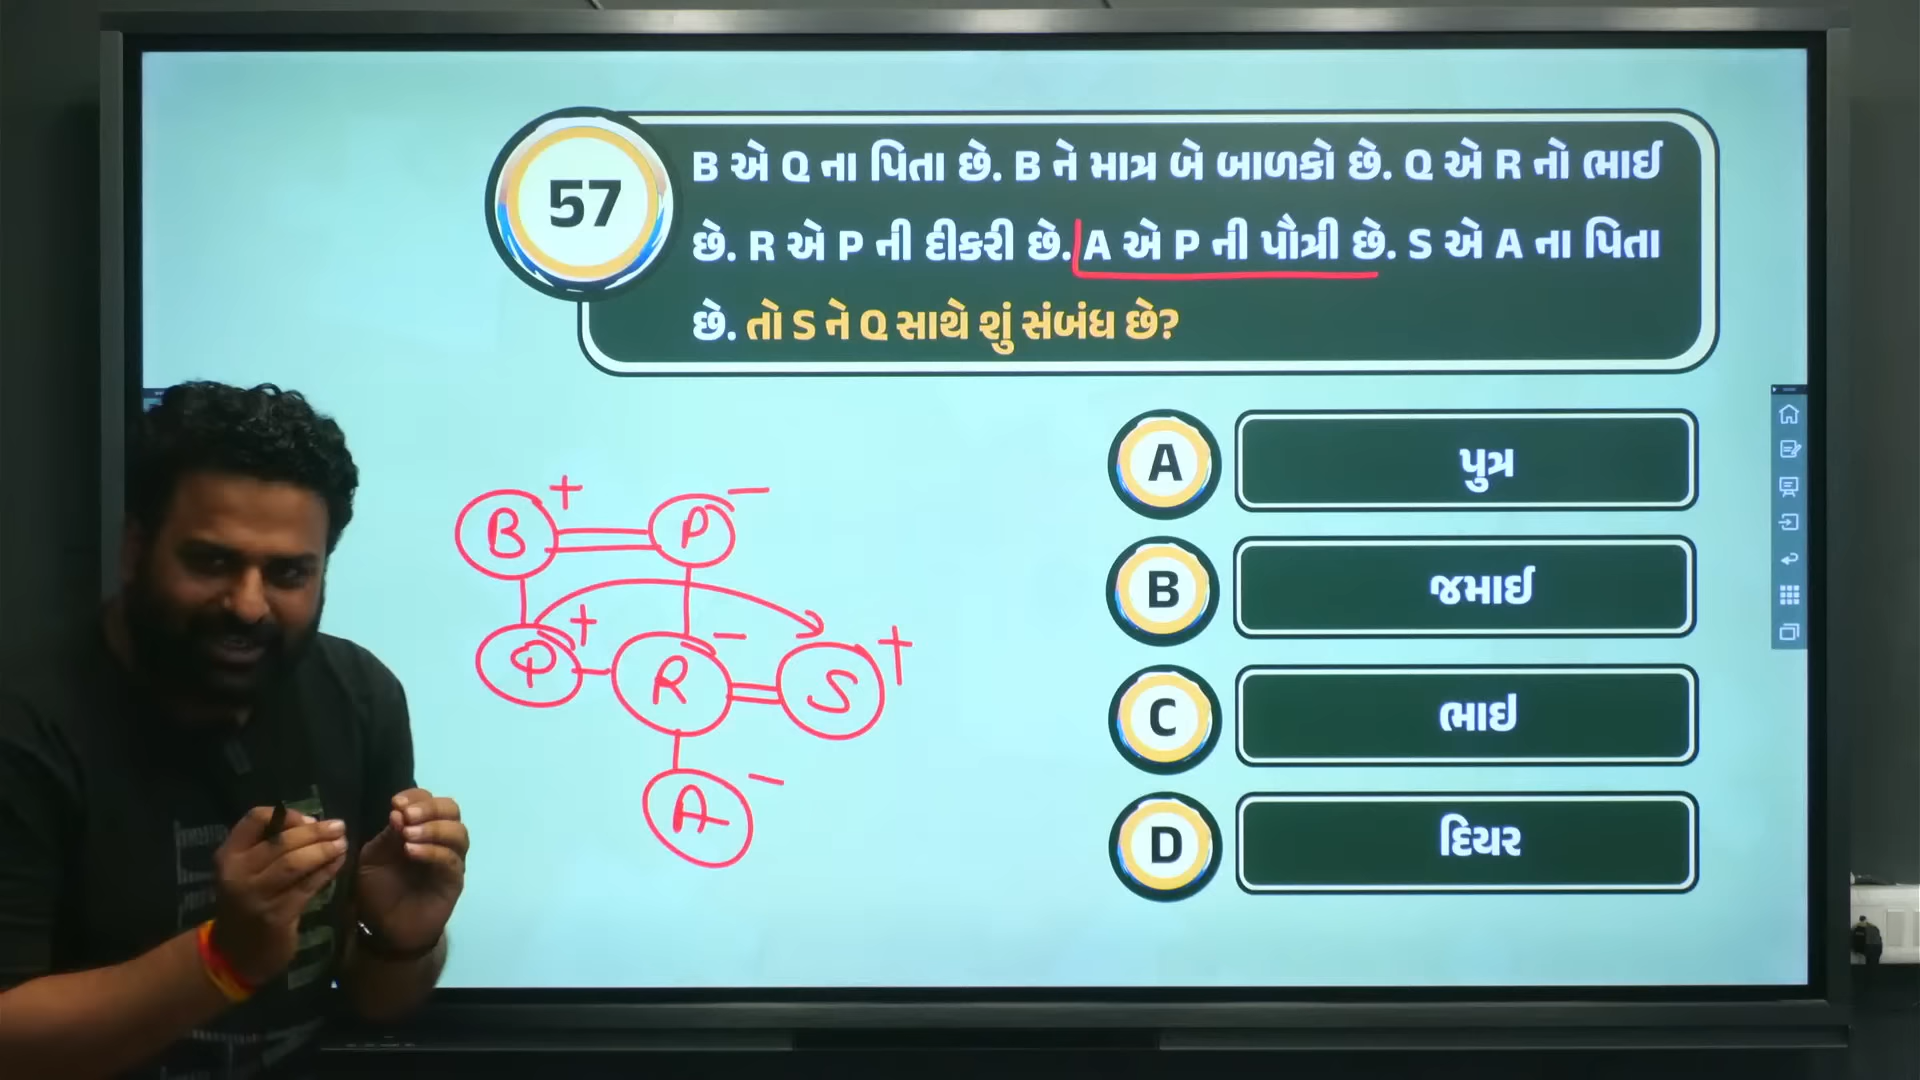 57
B એ Q ના પિતા છે. B ને માત્ર બે બાળકો છે. Q એ R નો ભાઈ
છે. R એ P ની દીકરી છે. A એ P ની પૌત્રી છે. S એ A ના પિતા
છે. તો S ને Q સાથે શું સંબંધ છે?
A પુત્ર
B જમાઈ
C ભાઈ
D દિયર
B + P -
Q + R - S +
A -